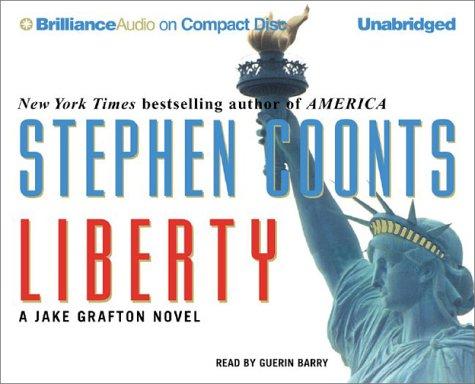 BrillianceAudio on Compact Disc Unabridged
New York Times bestselling author of AMERICA
STEPHEN COONTS
LIBERTY
A JAKE GRAFTON NOVEL
READ BY GUERIN BARRY